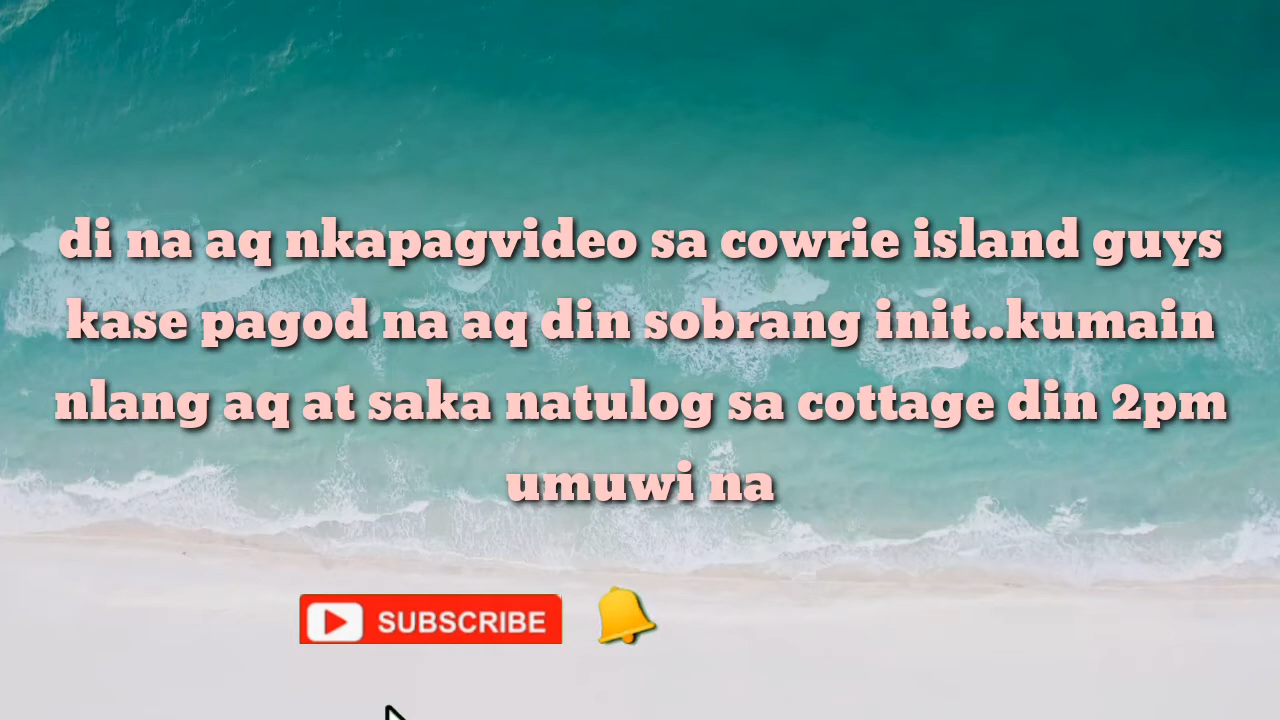 di na aq nkapagvideo sa cowrie island guys
kase pagod na aq din sobrang init..kumain
nlang aq at saka natulog sa cottage din 2pm
umuwi na
SUBSCRIBE